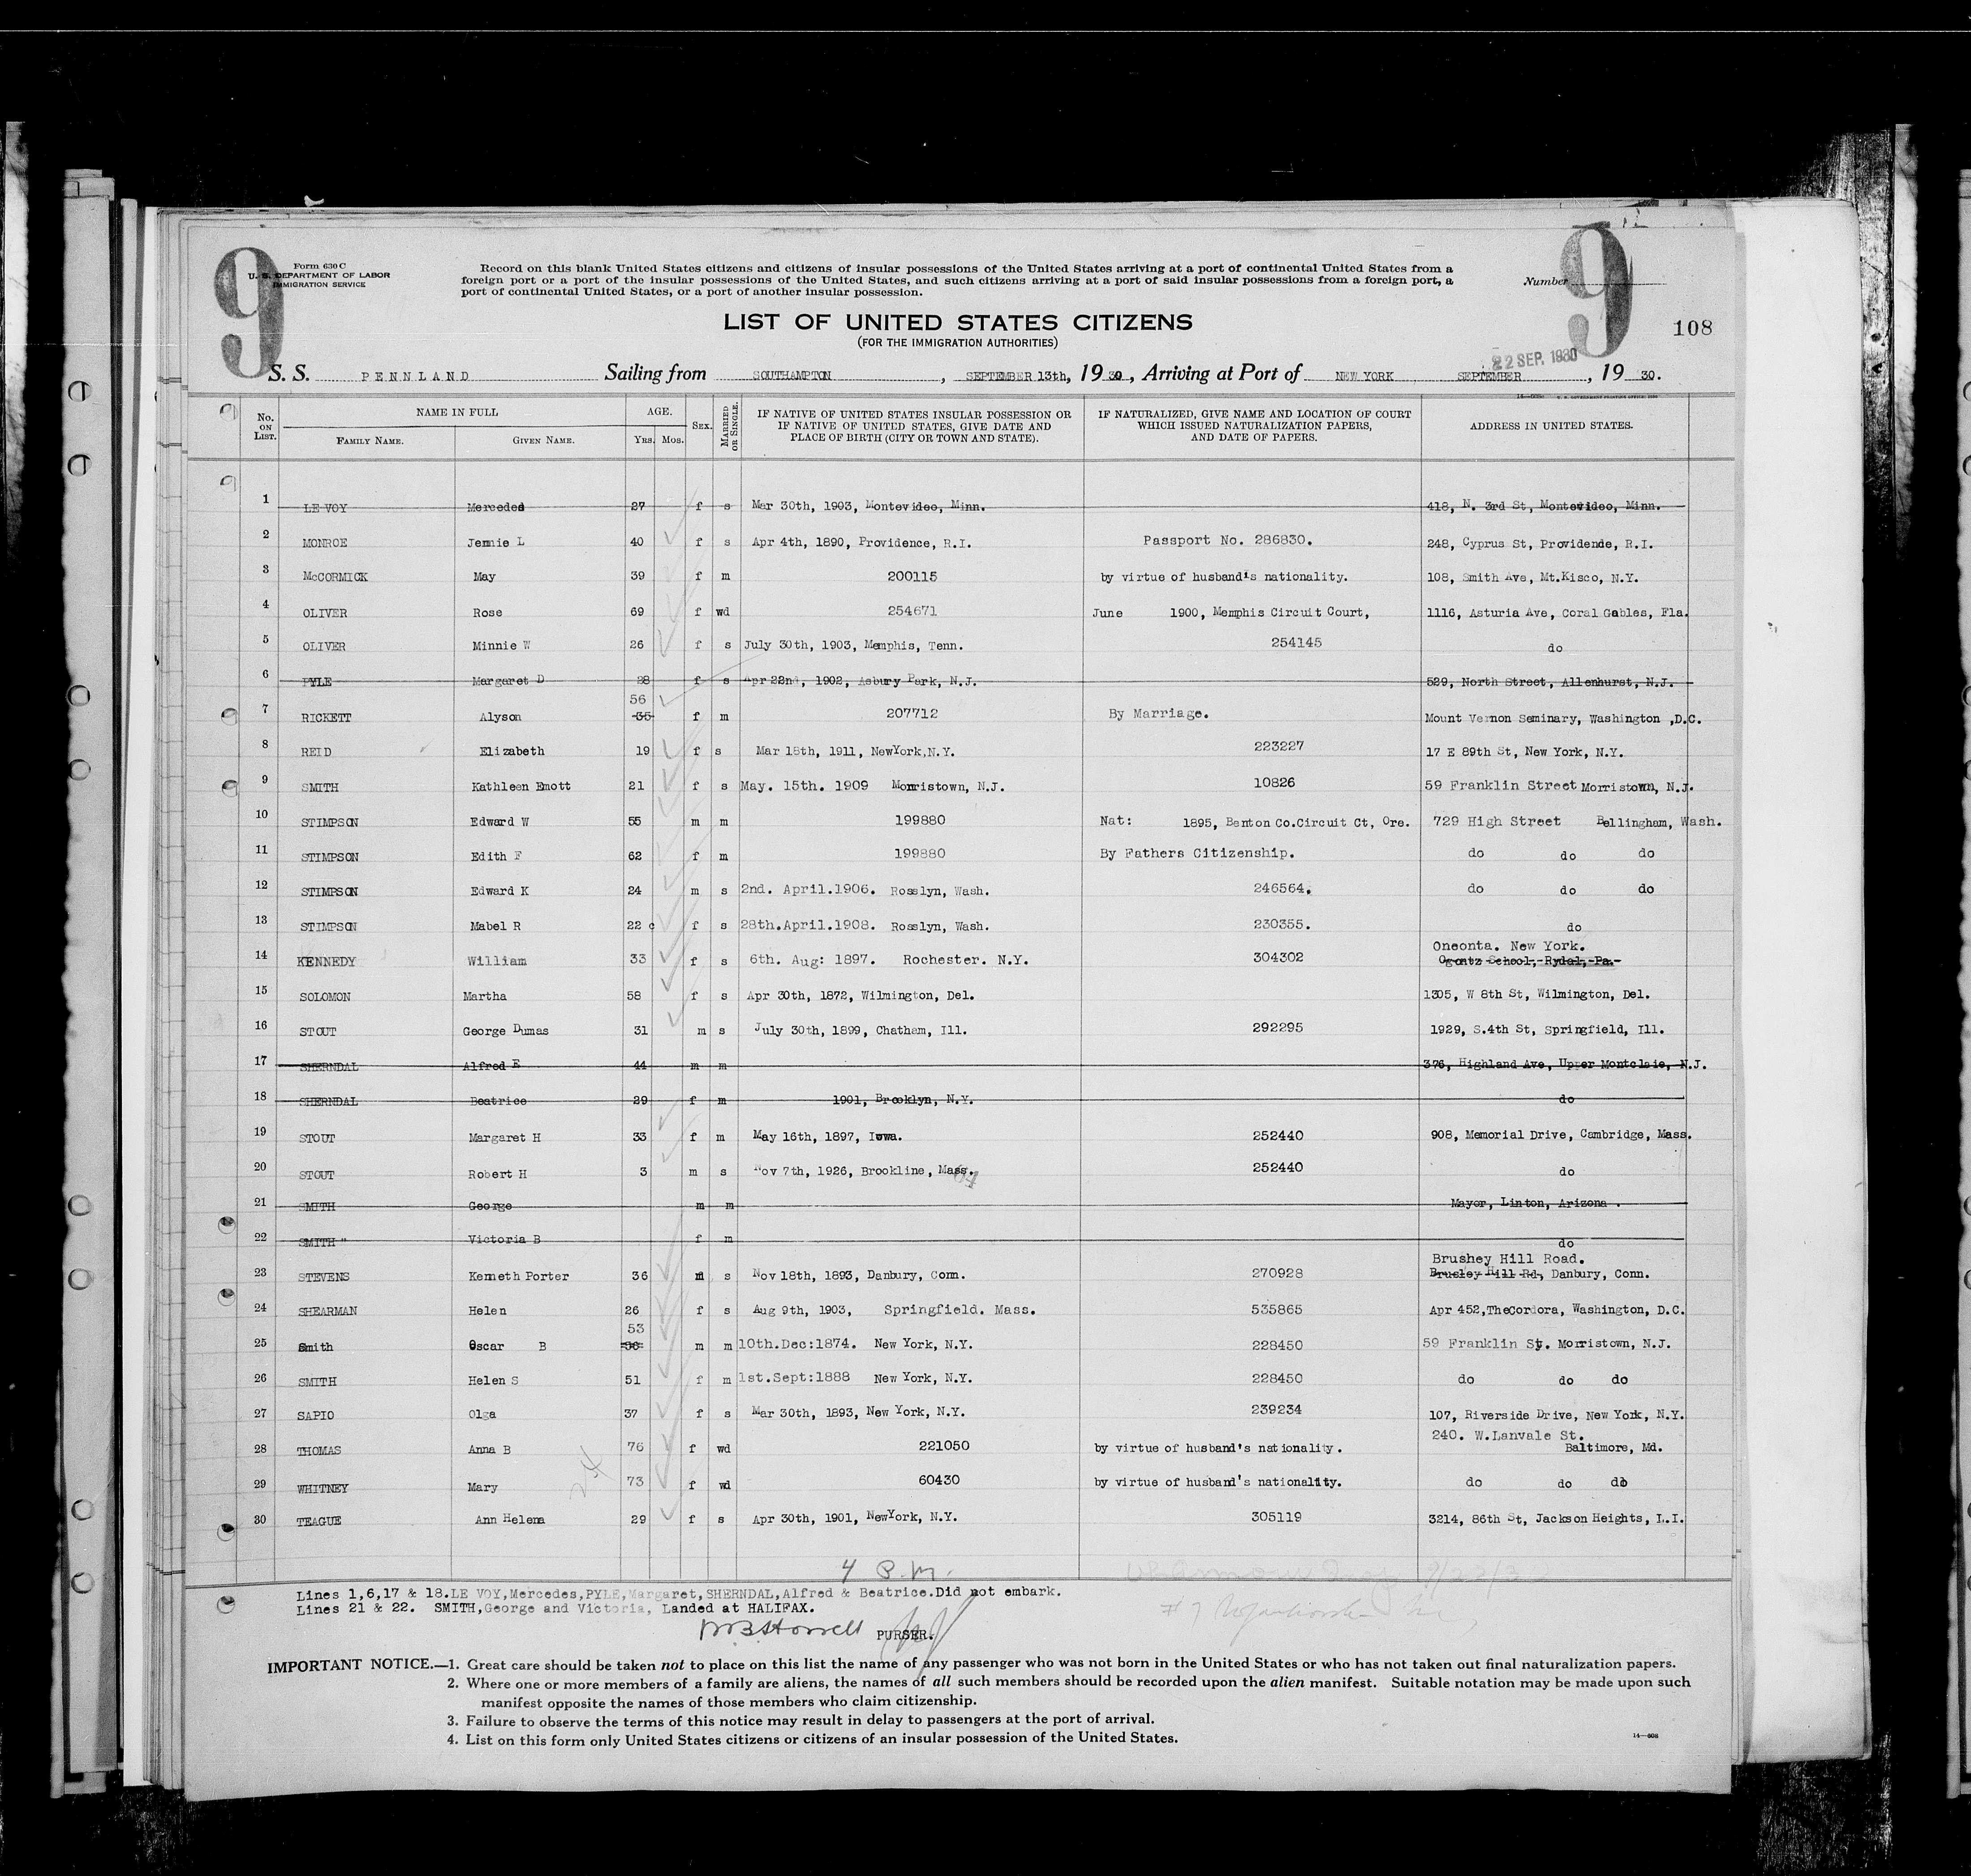 9
Form 630 C
U. S. DEPARTMENT OF LABOR
IMMIGRATION SERVICE
Record on this blank United States citizens and citizens of insular possessions of the United States arriving at a port of continental United States from a
foreign port or a port of the insular possessions of the United States, and such citizens arriving at a port of said insular possessions from a foreign port, a
port of continental United States, or a port of another insular possession.
Number
9
108
LIST OF UNITED STATES CITIZENS
(FOR THE IMMIGRATION AUTHORITIES)
22 SEP. 1930
S. S. PENNLAND Sailing from SOUTHAMPTON, SEPTEMBER 13th, 19 30, Arriving at Port of NEW YORK SEPTEMBER, 19 30.
No. ON LIST. NAME IN FULL FAMILY NAME. GIVEN NAME. AGE. Yrs. Mos. SEX. MARRIED OR SINGLE. IF NATIVE OF UNITED STATES INSULAR POSSESSION OR IF NATIVE OF UNITED STATES, GIVE DATE AND PLACE OF BIRTH (CITY OR TOWN AND STATE). IF NATURALIZED, GIVE NAME AND LOCATION OF COURT WHICH ISSUED NATURALIZATION PAPERS, AND DATE OF PAPERS. ADDRESS IN UNITED STATES.
1 LE VOY Mercedes 27 f s Mar 30th, 1903, Montevideo, Minn. 418, N. 3rd St, Montevideo, Minn.
2 MONROE Jennie L 40 f s Apr 4th, 1890, Providence, R.I. Passport No. 286830. 248, Cyprus St, Providende, R.I.
3 McCORMICK May 39 f m 200115 by virtue of husband's nationality. 108, Smith Ave, Mt.Kisco, N.Y.
4 OLIVER Rose 69 f wd 254671 June 1900, Memphis Circuit Court, 1116, Asturia Ave, Coral Gables, Fla.
5 OLIVER Minnie W 26 f s July 30th, 1903, Memphis, Tenn. 254145 do
6 PYLE Margaret D 28 f s Apr 22nd, 1902, Asbury Park, N.J. 529, North Street, Allenhurst, N.J.
56
7 RICKETT Alyson 35 f m 207712 By Marriage. Mount Vernon Seminary, Washington ,D.C.
8 REID Elizabeth 19 f s Mar 18th, 1911, NewYork,N.Y. 223227 17 E 89th St, New York, N.Y.
9 SMITH Kathleen Emott 21 f s May. 15th. 1909 Morristown, N.J. 10826 59 Franklin Street Morristown, N.J.
10 STIMPSON Edward W 55 m m 199880 Nat: 1895, Benton Co.Circuit Ct, Ore. 729 High Street Bellingham, Wash.
11 STIMPSON Edith F 62 f m 199880 By Fathers Citizenship. do do do
12 STIMPSON Edward K 24 m s 2nd. April.1906. Rosslyn, Wash. 246564. do do do
13 STIMPSON Mabel R 22 c f s 28th.April.1908. Rosslyn, Wash. 230355. do
Oneonta. New York.
14 KENNEDY William 33 f s 6th. Aug: 1897. Rochester. N.Y. 304302 Ogontz School, Rydal, Pa.
15 SOLOMON Martha 58 f s Apr 30th, 1872, Wilmington, Del. 1305, W 8th St, Wilmington, Del.
16 STOUT George Dumas 31 m s July 30th, 1899, Chatham, Ill. 292295 1929, S.4th St, Springfield, Ill.
17 SHERNDAL Alfred E 44 m m 376, Highland Ave, Upper Montclaie, N.J.
18 SHERNDAL Beatrice 29 f m 1901, Brooklyn, N.Y. do
19 STOUT Margaret H 33 f m May 16th, 1897, Iowa. 252440 908, Memorial Drive, Cambridge, Mass.
20 STOUT Robert H 3 m s Nov 7th, 1926, Brookline, Mass. 252440 do
21 SMITH George m m Mayor, Linton, Arizona .
22 SMITH " Victoria B f m do
Brushey Hill Road.
23 STEVENS Kenneth Porter 36 m s Nov 18th, 1893, Danbury, Conn. 270928 Brusley Hill Rd, Danbury, Conn.
24 SHEARMAN Helen 26 f s Aug 9th, 1903, Springfield. Mass. 535865 Apr 452,TheCordora, Washington, D.C.
53
25 Smith Oscar B m m 10th.Dec:1874. New York, N.Y. 228450 59 Franklin St. Morristown, N.J.
26 SMITH Helen S 51 f m 1st.Sept:1888 New York, N.Y. 228450 do do do
27 SAPIO Olga 37 f s Mar 30th, 1893, New York, N.Y. 239234 107, Riverside Drive, New York, N.Y.
240. W.Lanvale St.
28 THOMAS Anna B 76 f wd 221050 by virtue of husband's nationality. Baltimore, Md.
29 WHITNEY Mary 73 f wd 60430 by virtue of husband's nationality. do do do
24
30 TEAGUE Ann Helena 29 f s Apr 30th, 1901, NewYork, N.Y. 305119 3214, 86th St, Jackson Heights, L.I.
4 P.M.
Lines 1,6,17 & 18.LE VOY,Mercedes,PYLE,Margaret,SHERNDAL,Alfred & Beatrice.Did not embark.
Lines 21 & 22. SMITH,George and Victoria, Landed at HALIFAX.
PURSER.
IMPORTANT NOTICE.—1. Great care should be taken not to place on this list the name of any passenger who was not born in the United States or who has not taken out final naturalization papers.
2. Where one or more members of a family are aliens, the names of all such members should be recorded upon the alien manifest. Suitable notation may be made upon such
manifest opposite the names of those members who claim citizenship.
3. Failure to observe the terms of this notice may result in delay to passengers at the port of arrival.
4. List on this form only United States citizens or citizens of an insular possession of the United States.
14—608